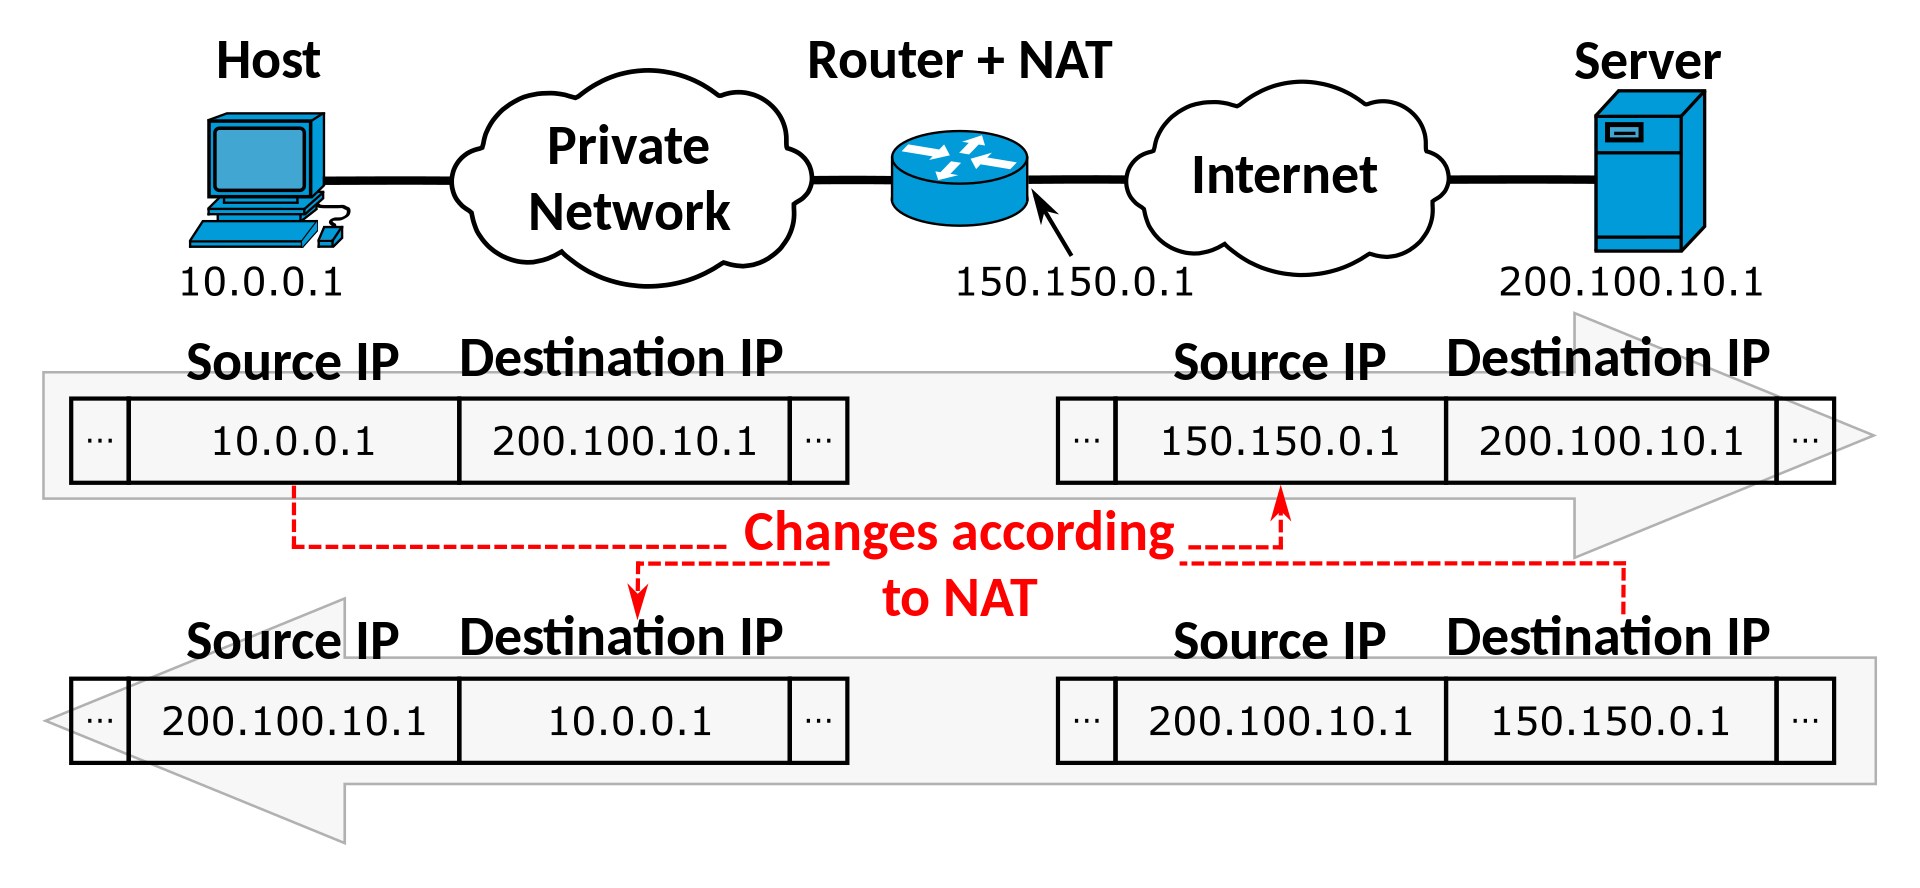 Host
Router + NAT
Server
Private
Network
Internet
10.0.0.1
150.150.0.1
200.100.10.1
Source IP Destination IP
Source IP Destination IP
... 10.0.0.1 200.100.10.1 ...
... 150.150.0.1 200.100.10.1 ...
Changes according
to NAT
Source IP Destination IP
Source IP Destination IP
... 200.100.10.1 10.0.0.1 ...
... 200.100.10.1 150.150.0.1 ...